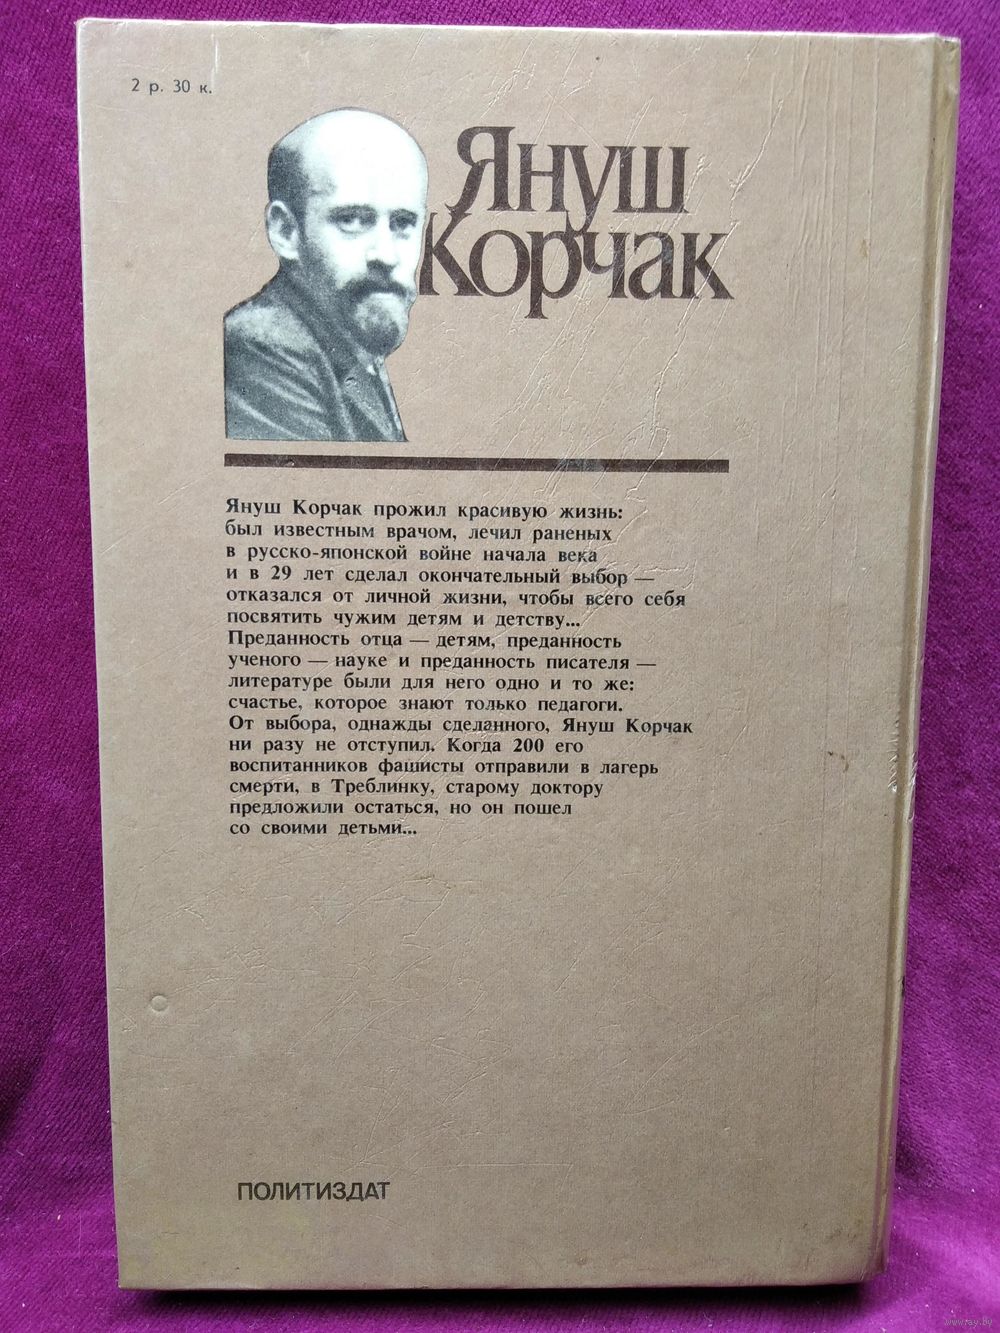 2 р. 30 к.
Януш
Корчак
Януш Корчак прожил красивую жизнь:
был известным врачом, лечил раненых
в русско-японской войне начала века
и в 29 лет сделал окончательный выбор —
отказался от личной жизни, чтобы всего себя
посвятить чужим детям и детству...
Преданность отца — детям, преданность
ученого — науке и преданность писателя —
литературе были для него одно и то же:
счастье, которое знают только педагоги.
От выбора, однажды сделанного, Януш Корчак
ни разу не отступил. Когда 200 его
воспитанников фашисты отправили в лагерь
смерти, в Треблинку, старому доктору
предложили остаться, но он пошел
со своими детьми...
ПОЛИТИЗДАТ
www.ay.by